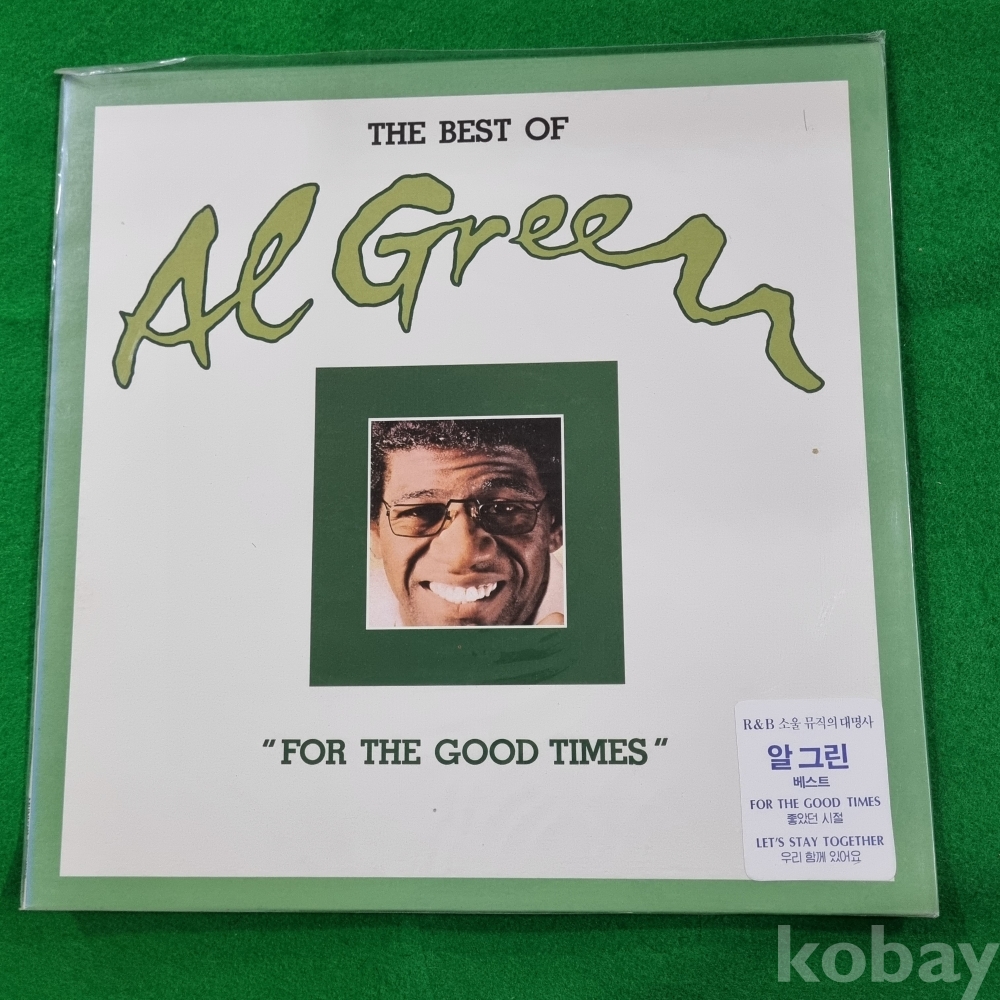 THE BEST OF
Al Green
"FOR THE GOOD TIMES"
R&B 소울 뮤직의 대명사
알 그린
베스트
FOR THE GOOD TIMES
좋았던 시절
LET'S STAY TOGETHER
우리 함께 있어요
kobay